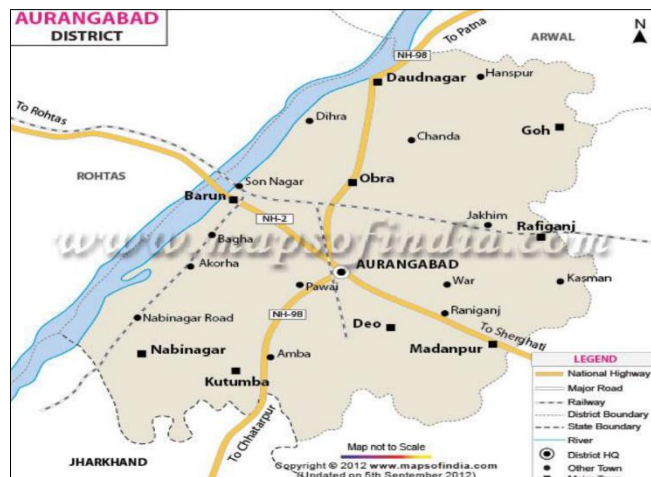 AURANGABAD
DISTRICT
To Patna
ARWAL
N
NH-98
Daudnagar
Hanspur
To Rohtas
Dihra
Chanda
Goh
ROHTAS
Son Nagar
Obra
Barun
NH-2
Jakhim
Rafiganj
Bagha
www.mapsofindia.com
Akorha
AURANGABAD
Pawai
War
Kasman
Nabinagar Road
NH-98
Raniganj
Deo
To Sherghati
Nabinagar
Amba
Madanpur
Kutumba
To Chhatarpur
JHARKHAND
Map not to Scale
Copyright © 2012 www.mapsofindia.com
(Updated on 5th September 2012)
LEGEND
National Highway
Major Road
Railway
District Boundary
State Boundary
River
District HQ
Other Town
Major Town